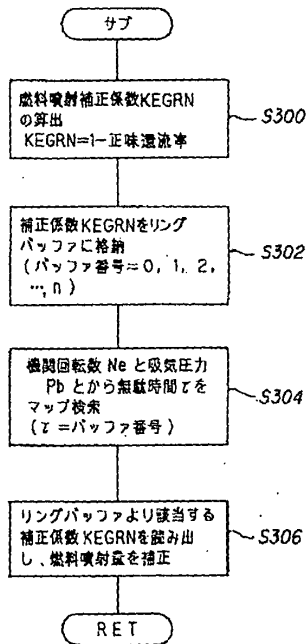 サブ
燃料噴射補正係数KEGRN
の算出
KEGRN=1-正味還流率
S300
補正係数KEGRNをリング
バッファに格納
(バッファ番号=0, 1, 2,
…, n)
S302
機関回転数 Ne と吸気圧力
Pb とから無駄時間τを
マップ検索
(τ=バッファ番号)
S304
リングバッファより該当する
補正係数KEGRNを読み出
し、燃料噴射量を補正
S306
RET